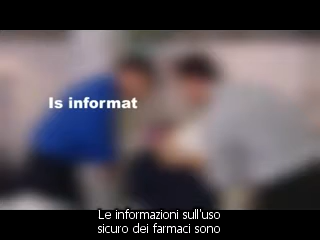 Is informat
Le informazioni sull'uso
sicuro dei farmaci sono